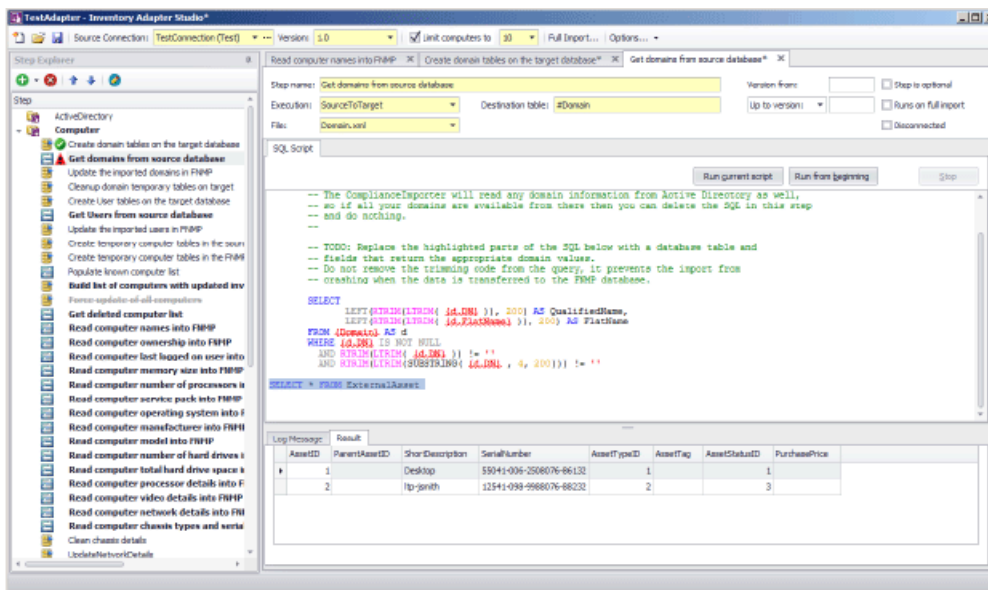 TestAdapter - Inventory Adapter Studio*
Source Connection: TestConnection (Test) Version: 1.0 Limit computers to 10 Full Import... Options...
Step Explorer
Step
ActiveDirectory
Computer
Create domain tables on the target database
Get domains from source database
Update the imported domains in FNMP
Cleanup domain temporary tables on target
Create User tables on the target database
Get Users from source database
Update the imported users in FNMP
Create temporary computer tables in the sour
Create temporary computer tables in the FNMP
Populate known computer list
Build list of computers with updated inv
Force update of all computers
Get deleted computer list
Read computer names into FNMP
Read computer ownership into FNMP
Read computer last logged on user into
Read computer memory size into FNMP
Read computer number of processors i
Read computer service pack into FNMP
Read computer operating system into F
Read computer manufacturer into FNMI
Read computer model into FNMP
Read computer number of hard drives i
Read computer total hard drive space i
Read computer processor details into F
Read computer video details into FNMP
Read computer network details into FNI
Read computer chassis types and seria
Clean chassis details
UpdateNetworkDetails
Read computer names into FNMP Create domain tables on the target database* Get domains from source database*
Step name: Get domains from source database Version from: Step is optional
Execution: SourceToTarget Destination table: #Domain Up to version: Runs on full import
File: Domain.xml Disconnected
SQL Script
Run current script Run from beginning Stop
-- The ComplianceImporter will read any domain information from Active Directory as well,
-- so if all your domains are available from there then you can delete the SQL in this step
-- and do nothing.
--
-- TODO: Replace the highlighted parts of the SQL below with a database table and
-- fields that return the appropriate domain values.
-- Do not remove the trimming code from the query, it prevents the import from
-- crashing when the data is transferred to the FNMP database.
SELECT
LEFT(RTRIM(LTRIM( {d.DN} )), 200) AS QualifiedName,
LEFT(RTRIM(LTRIM( {d.FlatName} )), 200) AS FlatName
FROM {Domain} AS d
WHERE {d.DN} IS NOT NULL
AND RTRIM(LTRIM( {d.DN} )) != ''
AND RTRIM(LTRIM(SUBSTRING( {d.DN} , 4, 200))) != ''
SELECT * FROM ExternalAsset
Log Message Result
AssetID ParentAssetID ShortDescription SerialNumber AssetTypeID AssetTag AssetStatusID PurchasePrice
1 Desktop 55041-006-2508076-86132 1 1
2 ltp-jsmith 12541-098-9988076-88232 2 3